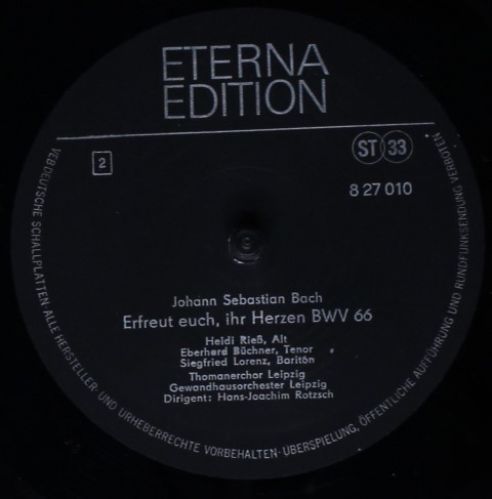 ETERNA
EDITION
2
ST 33
8 27 010
Johann Sebastian Bach
Erfreut euch, ihr Herzen BWV 66
Heidi Rieß, Alt
Eberhard Büchner, Tenor
Siegfried Lorenz, Bariton
Thomanerchor Leipzig
Gewandhausorchester Leipzig
Dirigent: Hans-Joachim Rotzsch
VEB DEUTSCHE SCHALLPLATTEN ALLE HERSTELLER UND URHEBERRECHTE VORBEHALTEN · ÜBERSPIELUNG, ÖFFENTLICHE AUFFÜHRUNG UND RUNDFUNKSENDUNG VERBOTEN